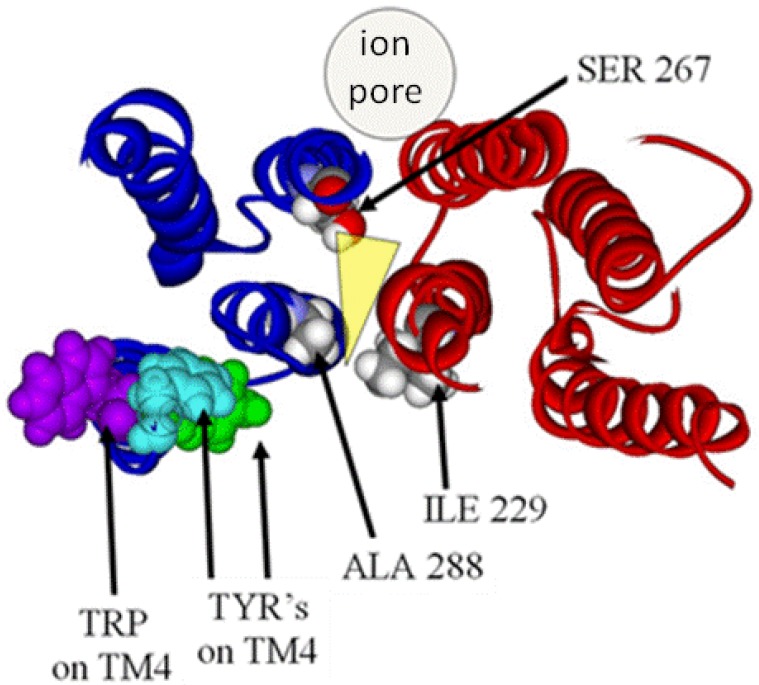 ion
pore
SER 267
ILE 229
ALA 288
TRP
on TM4
TYR's
on TM4